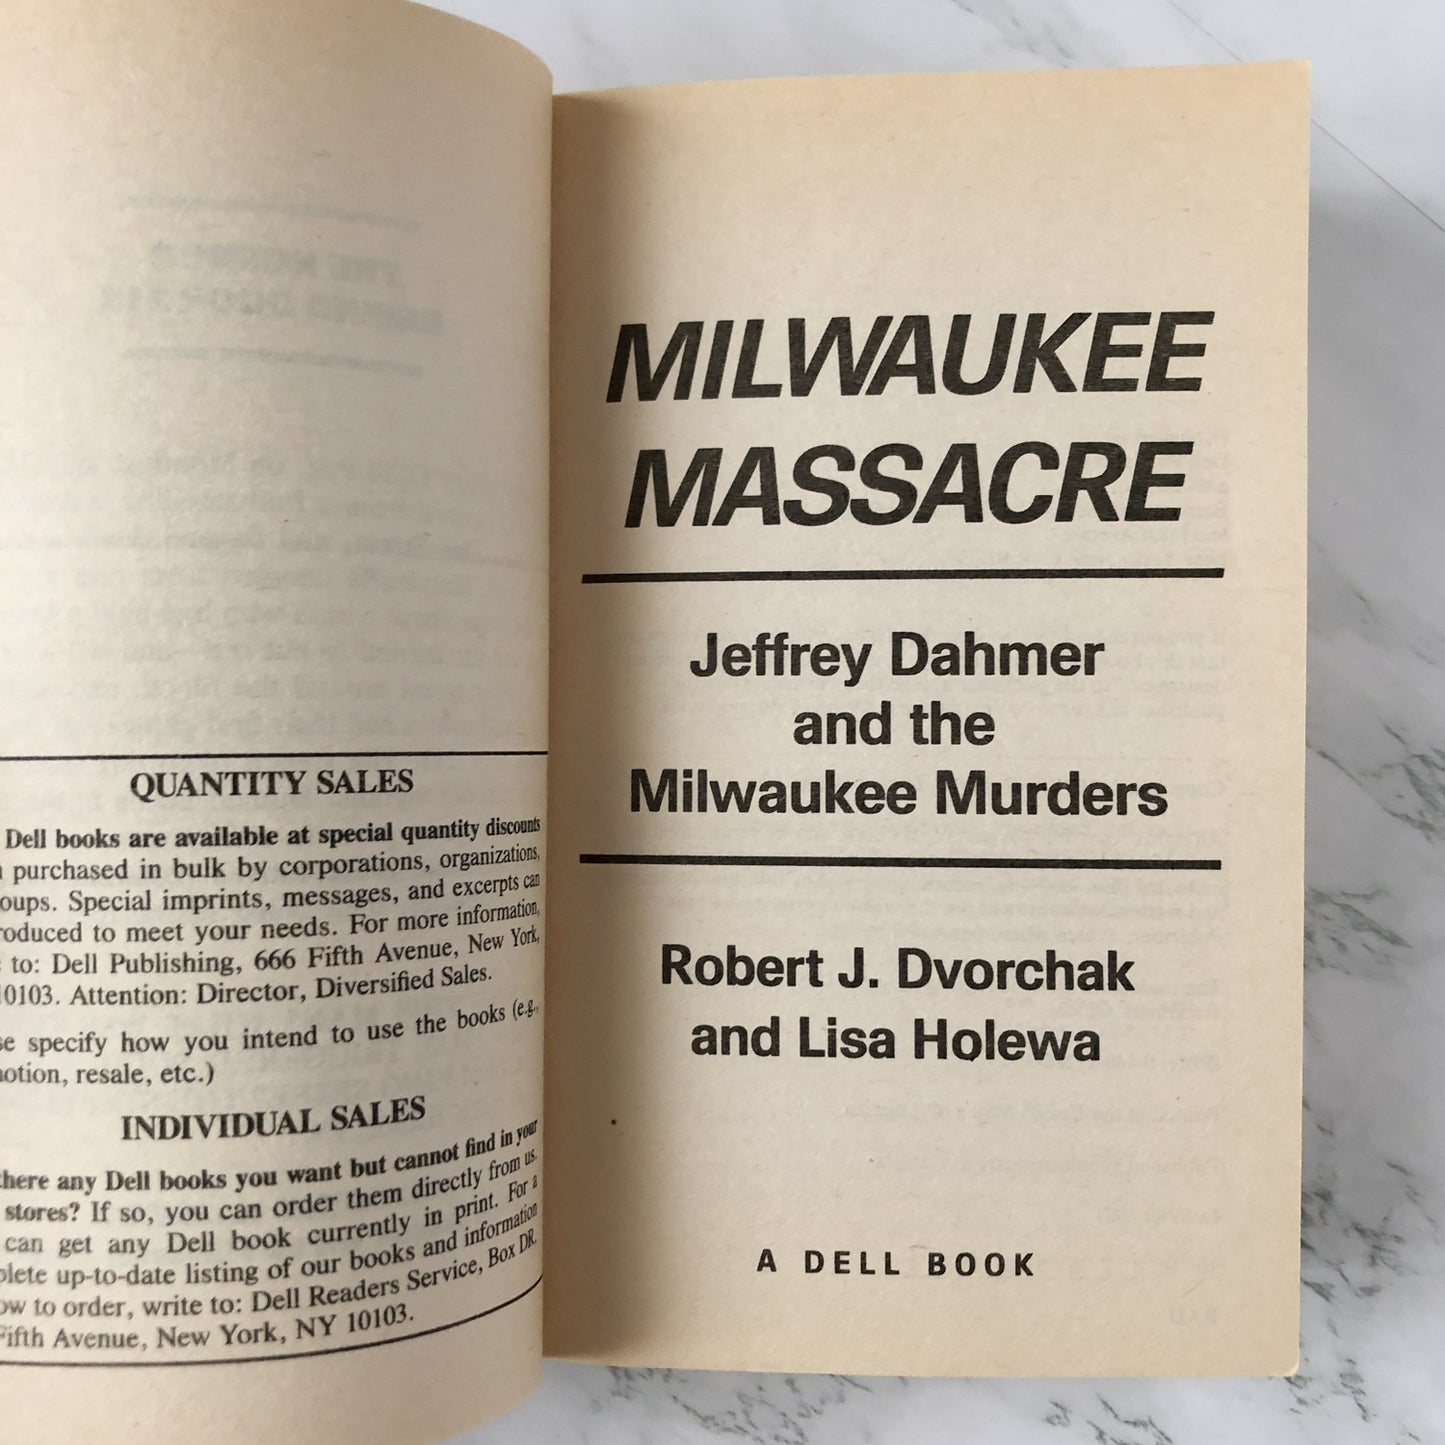 QUANTITY SALES
Dell books are available at special quantity discounts
purchased in bulk by corporations, organizations,
oups. Special imprints, messages, and excerpts can
roduced to meet your needs. For more information,
to: Dell Publishing, 666 Fifth Avenue, New York,
10103. Attention: Director, Diversified Sales.
se specify how you intend to use the books (e.g.,
otion, resale, etc.)
INDIVIDUAL SALES
there any Dell books you want but cannot find in your
stores? If so, you can order them directly from us.
can get any Dell book currently in print. For a
plete up-to-date listing of our books and information
ow to order, write to: Dell Readers Service, Box DR.
Fifth Avenue, New York, NY 10103.
MILWAUKEE
MASSACRE
Jeffrey Dahmer
and the
Milwaukee Murders
Robert J. Dvorchak
and Lisa Holewa
A DELL BOOK